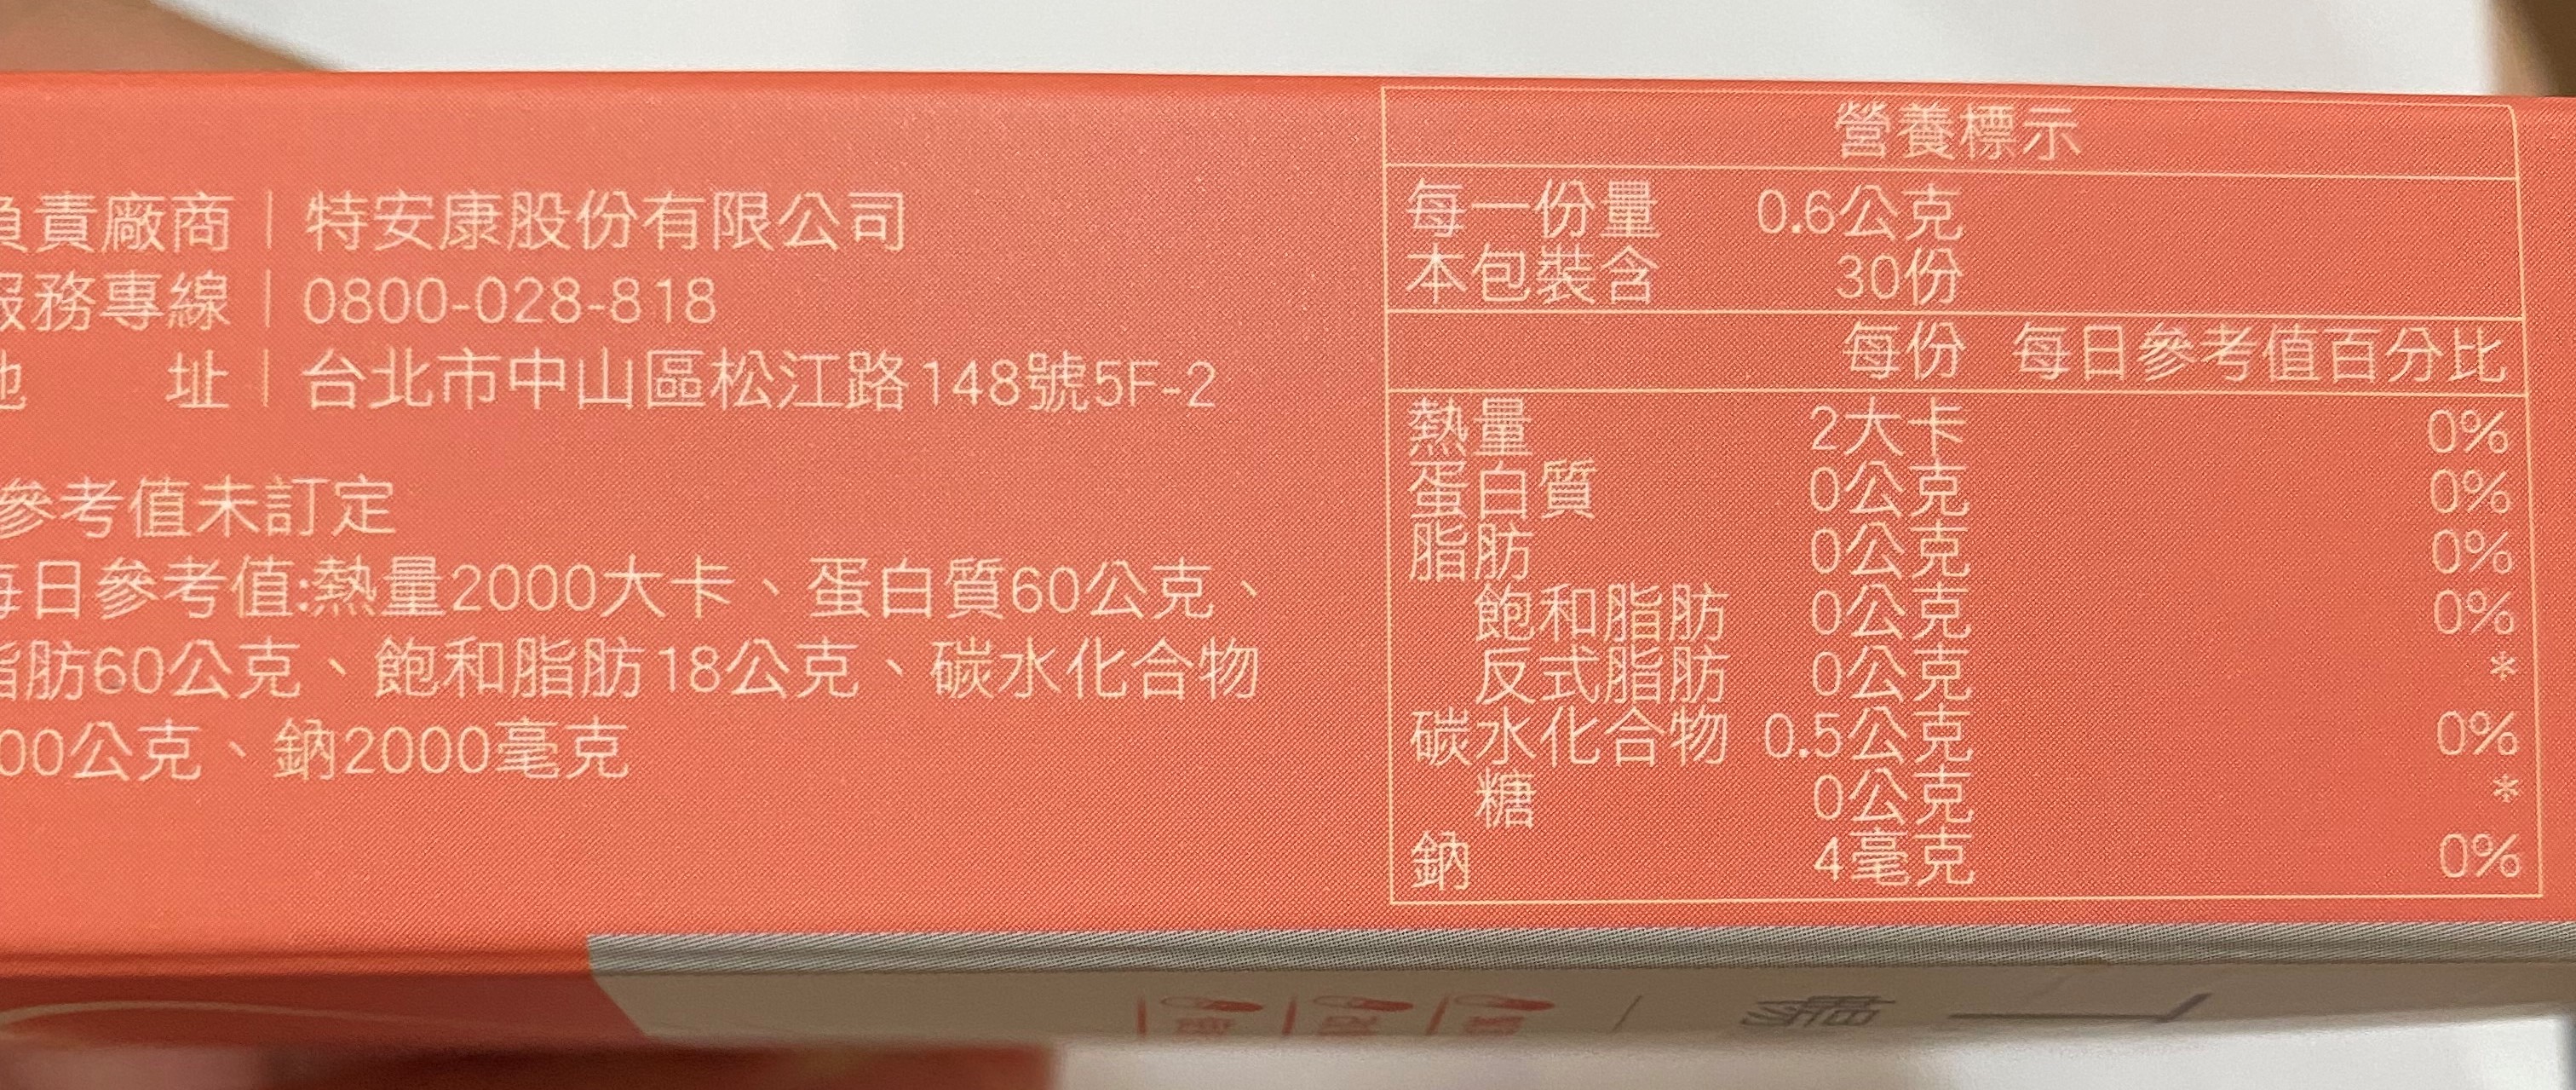 負責廠商｜特安康股份有限公司
服務專線｜0800-028-818
地　　址｜台北市中山區松江路148號5F-2
參考值未訂定
每日參考值:熱量2000大卡、蛋白質60公克、
脂肪60公克、飽和脂肪18公克、碳水化合物
00公克、鈉2000毫克
營養標示
每一份量 0.6公克
本包裝含 30份
每份 每日參考值百分比
熱量 2大卡 0%
蛋白質 0公克 0%
脂肪 0公克 0%
飽和脂肪 0公克 0%
反式脂肪 0公克 *
碳水化合物 0.5公克 0%
糖 0公克 *
鈉 4毫克 0%